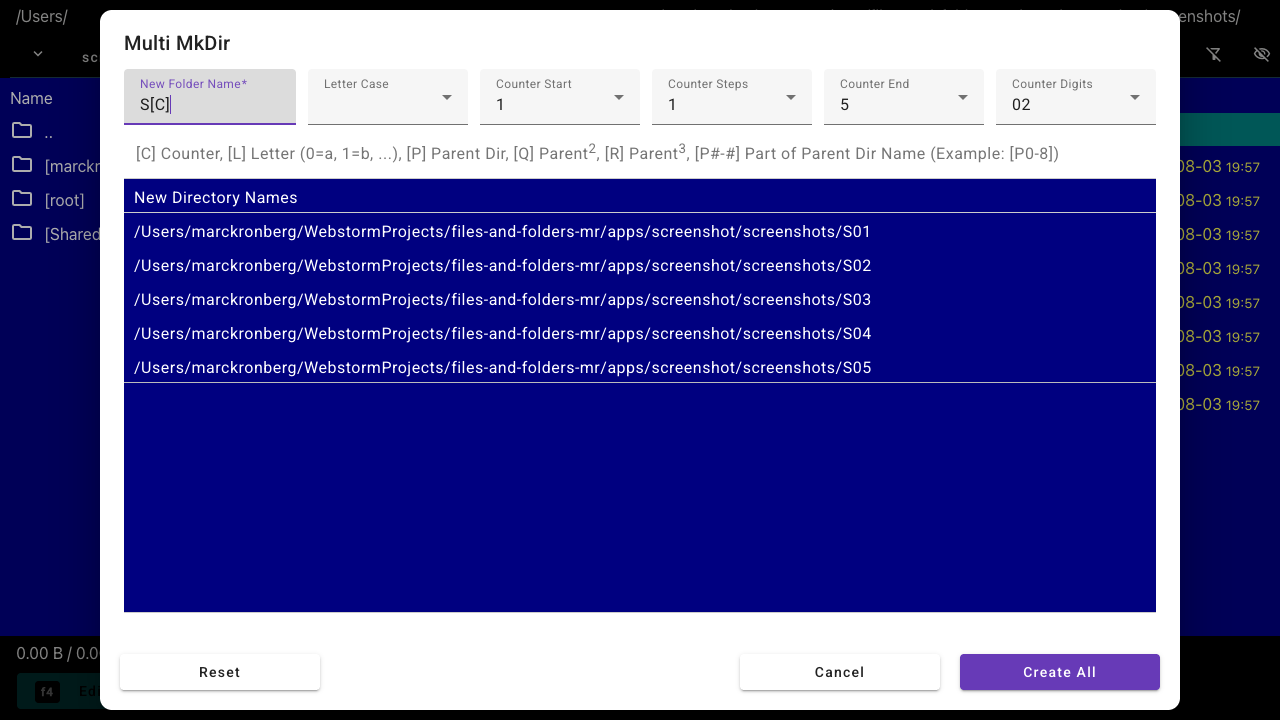 /Users/
enshots/
Multi MkDir
New Folder Name*
S[C]
Letter Case
Counter Start
1
Counter Steps
1
Counter End
5
Counter Digits
02
[C] Counter, [L] Letter (0=a, 1=b, ...), [P] Parent Dir, [Q] Parent2, [R] Parent3, [P#-#] Part of Parent Dir Name (Example: [P0-8])
New Directory Names
/Users/marckronberg/WebstormProjects/files-and-folders-mr/apps/screenshot/screenshots/S01
/Users/marckronberg/WebstormProjects/files-and-folders-mr/apps/screenshot/screenshots/S02
/Users/marckronberg/WebstormProjects/files-and-folders-mr/apps/screenshot/screenshots/S03
/Users/marckronberg/WebstormProjects/files-and-folders-mr/apps/screenshot/screenshots/S04
/Users/marckronberg/WebstormProjects/files-and-folders-mr/apps/screenshot/screenshots/S05
Reset
Cancel
Create All
sc
Name
..
[marckr
[root]
[Shared
08-03 19:57
08-03 19:57
08-03 19:57
08-03 19:57
08-03 19:57
08-03 19:57
08-03 19:57
08-03 19:57
0.00 B / 0.0
f4 Ed